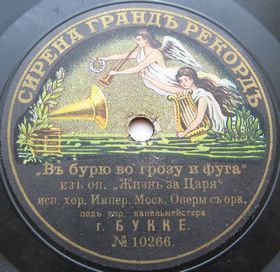 СИРЕНА ГРАНДЪ РЕКОРДЪ
„Въ бурю во грозу и фуга“
изъ оп. „Жизнь за Царя“
исп. хор. Импер. Моск. Оперы съ орк.
подъ упр. капельмейстера
г. БУККЕ.
№ 10266.